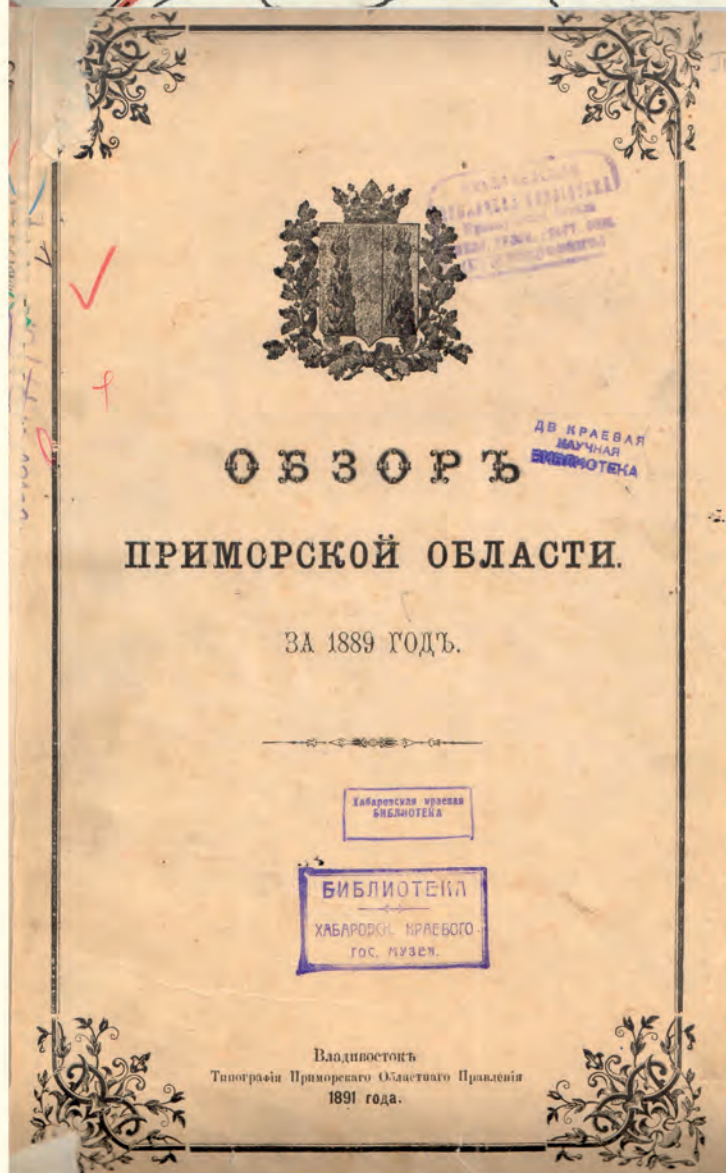 ДВ КРАЕВАЯ
НАУЧНАЯ
БИБЛИОТЕКА
ОБЗОРЪ
ПРИМОРСКОЙ ОБЛАСТИ.
ЗА 1889 ГОДЪ.
Хабаровская краевая
БИБЛИОТЕКА
БИБЛИОТЕКА
ХАБАРОВСК. КРАЕВОГО
ГОС. МУЗЕЯ.
Владивостокъ
Типографія Приморскаго Областнаго Правленія
1891 года.